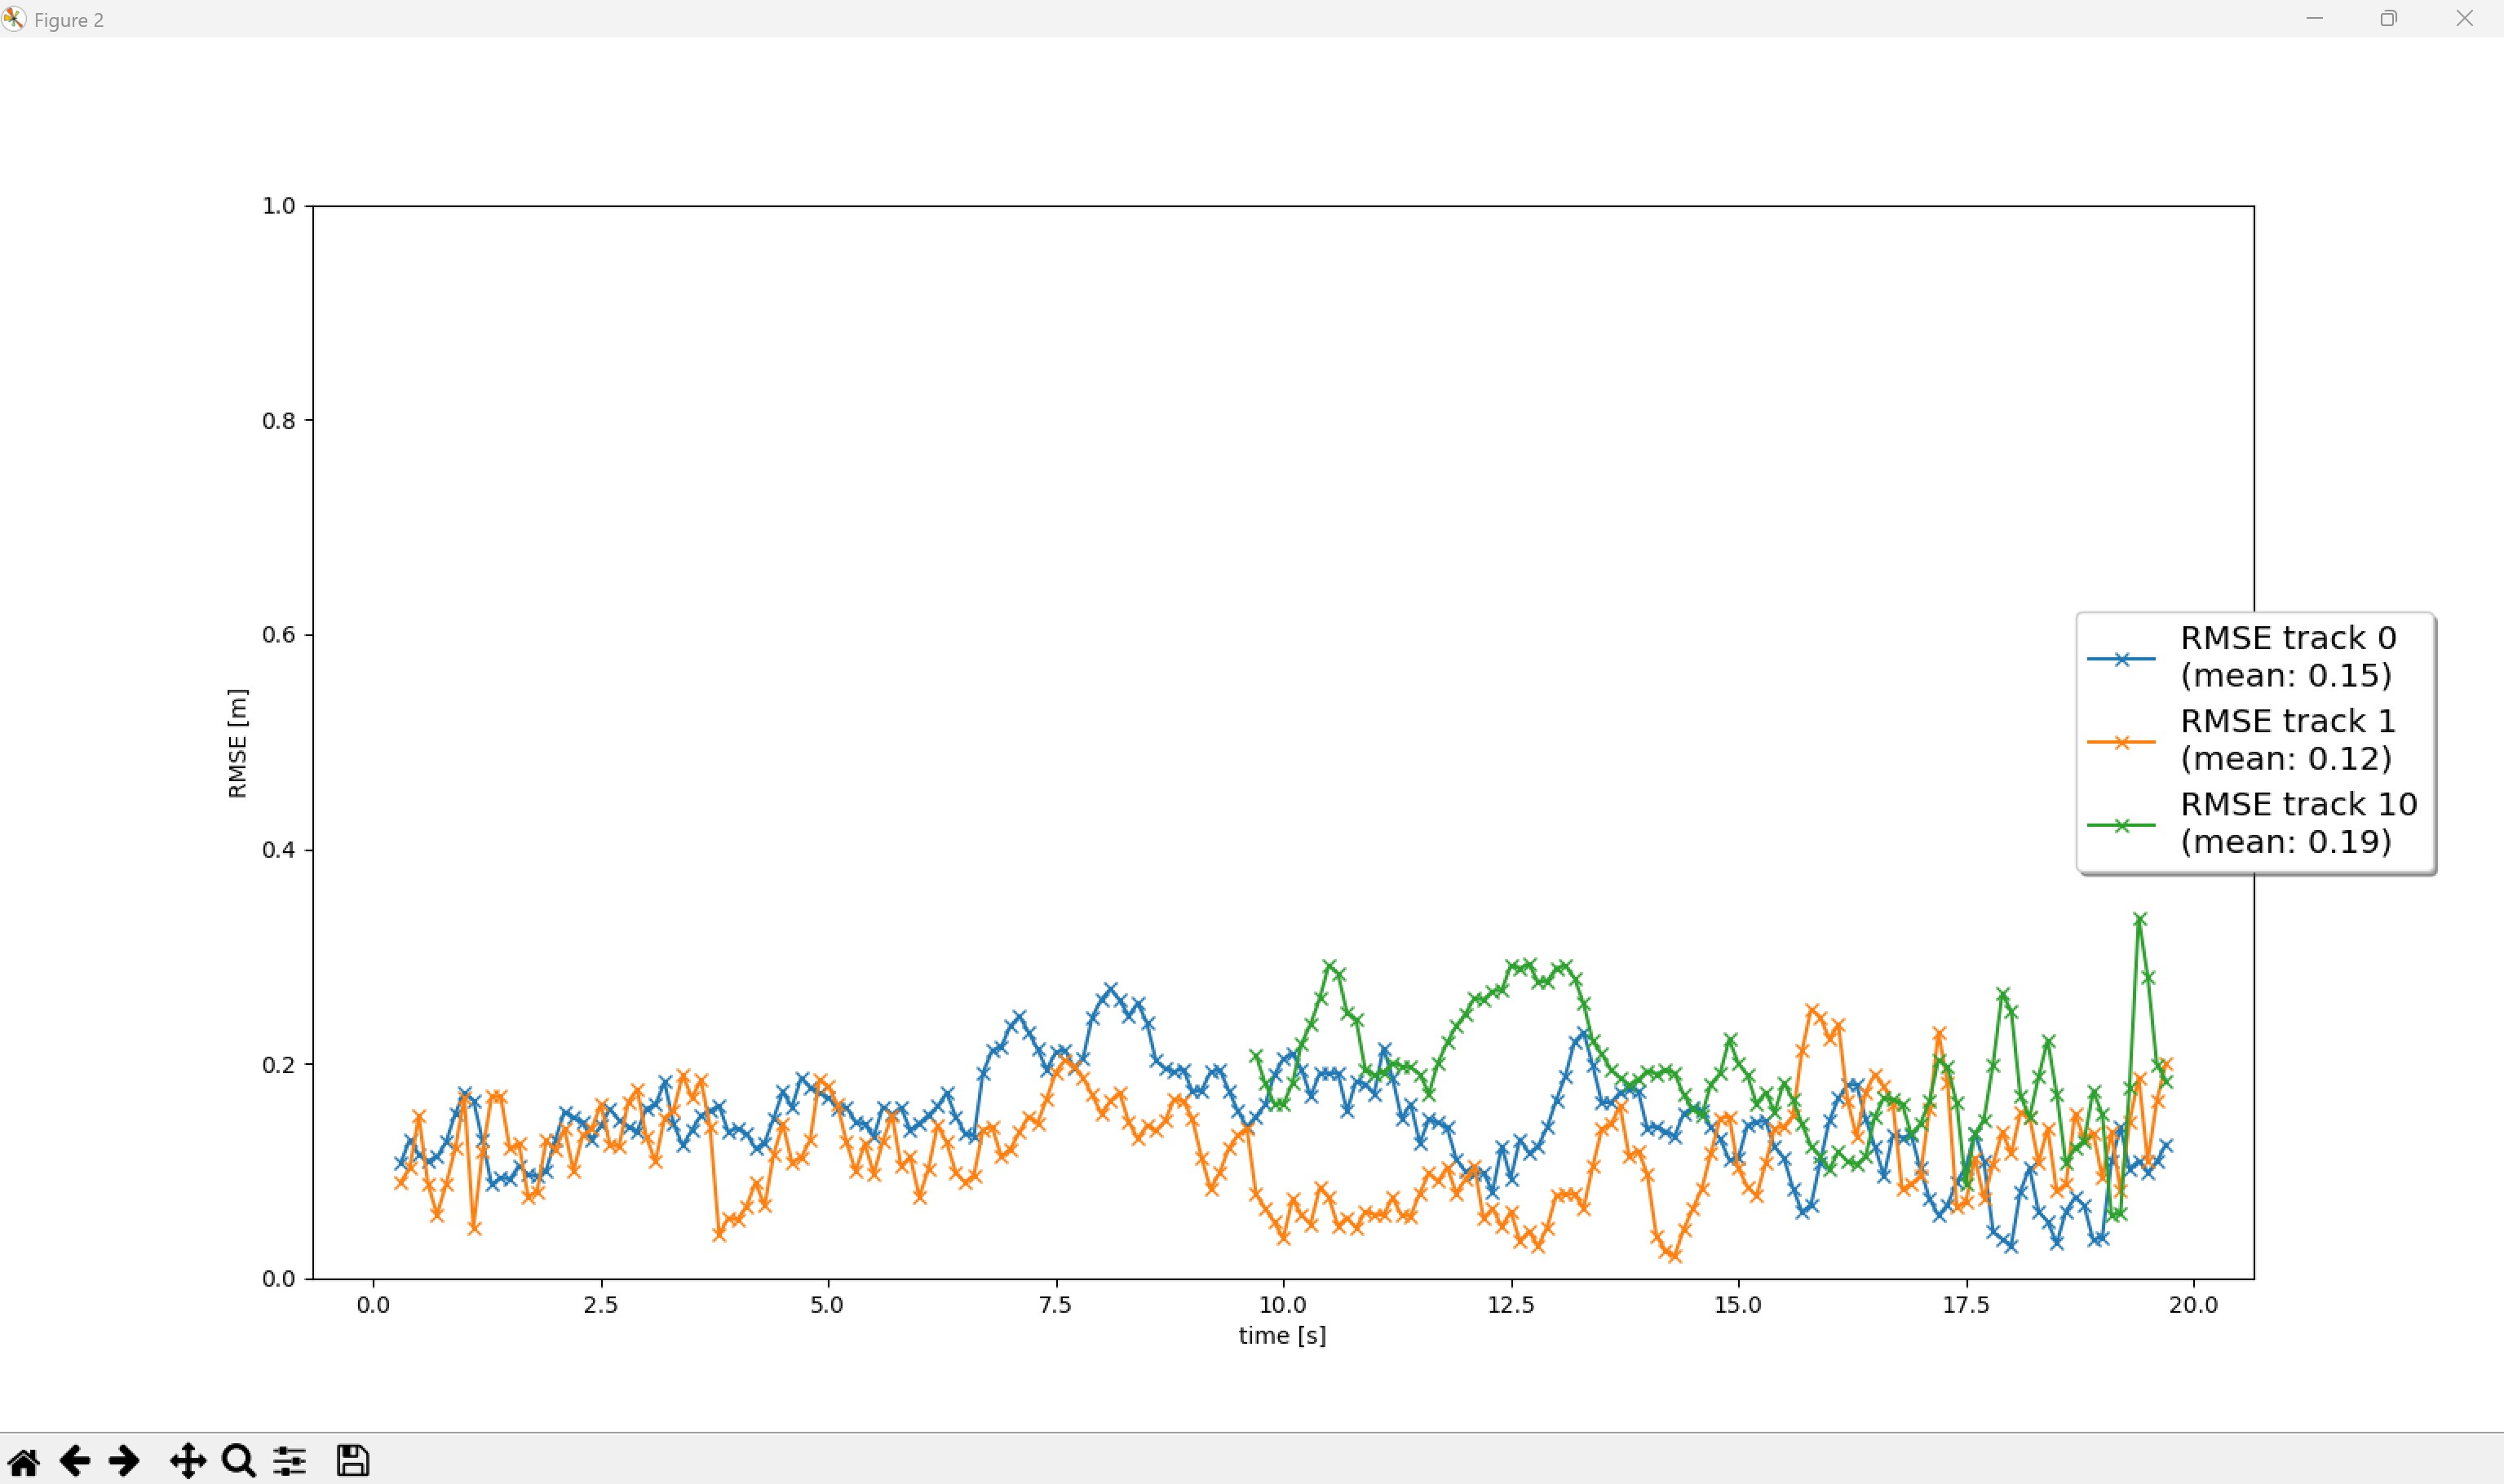 Figure 2
1.0
0.8
0.6
0.4
0.2
0.0
RMSE [m]
0.0 2.5 5.0 7.5 10.0 12.5 15.0 17.5 20.0
time [s]
RMSE track 0
(mean: 0.15)
RMSE track 1
(mean: 0.12)
RMSE track 10
(mean: 0.19)